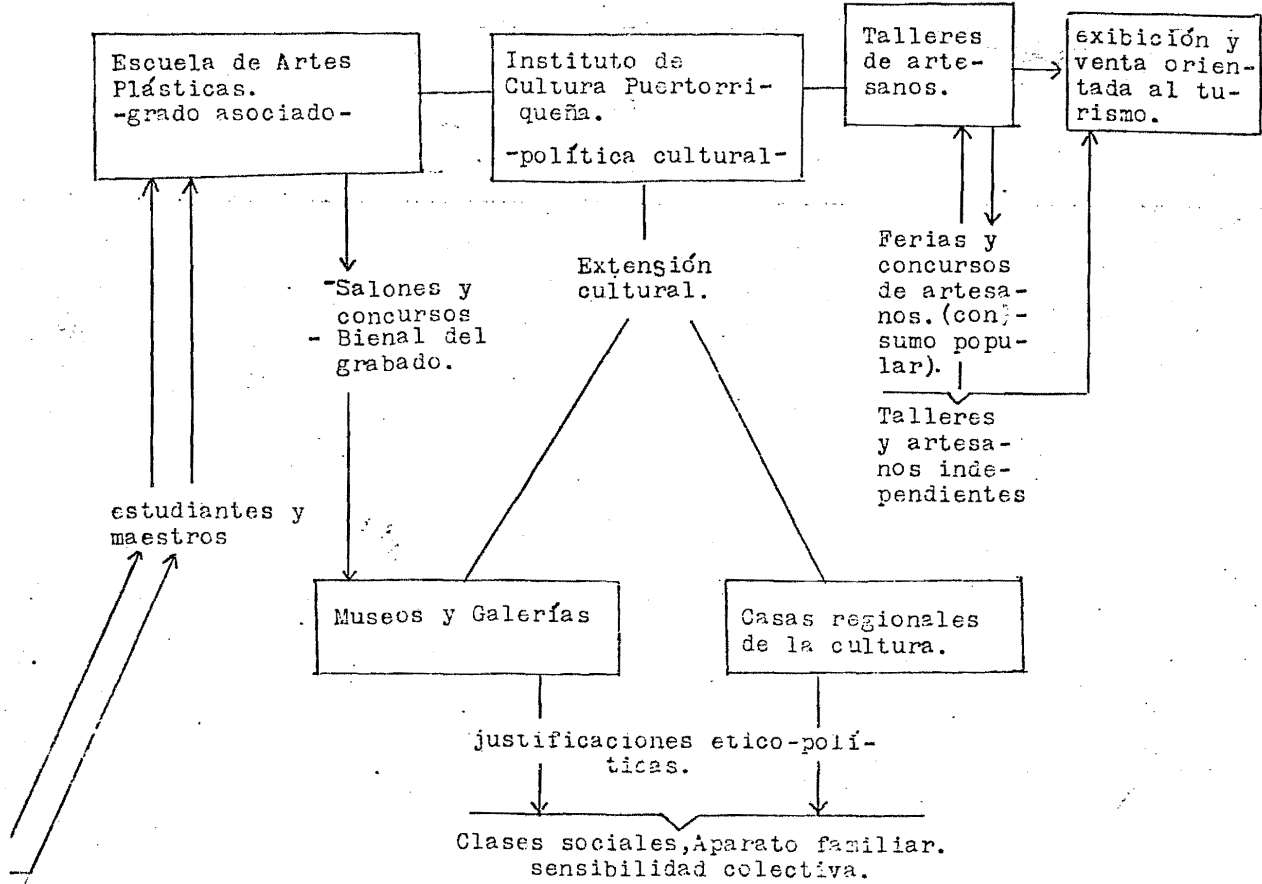 Escuela de Artes
Plásticas.
-grado asociado-
Instituto de
Cultura Puertorri-
queña.
-política cultural-
Talleres
de arte-
sanos.
exibición y
venta orien-
tada al tu-
rismo.
-Salones y
concursos
- Bienal del
grabado.
Extensión
cultural.
Ferias y
concursos
de artesa-
nos.(con)-
sumo popu-
lar).
Talleres
y artesa-
nos inde-
pendientes
estudiantes y
maestros
Museos y Galerías
Casas regionales
de la cultura.
justificaciones etico-polí-
ticas.
Clases sociales,Aparato familiar.
sensibilidad colectiva.